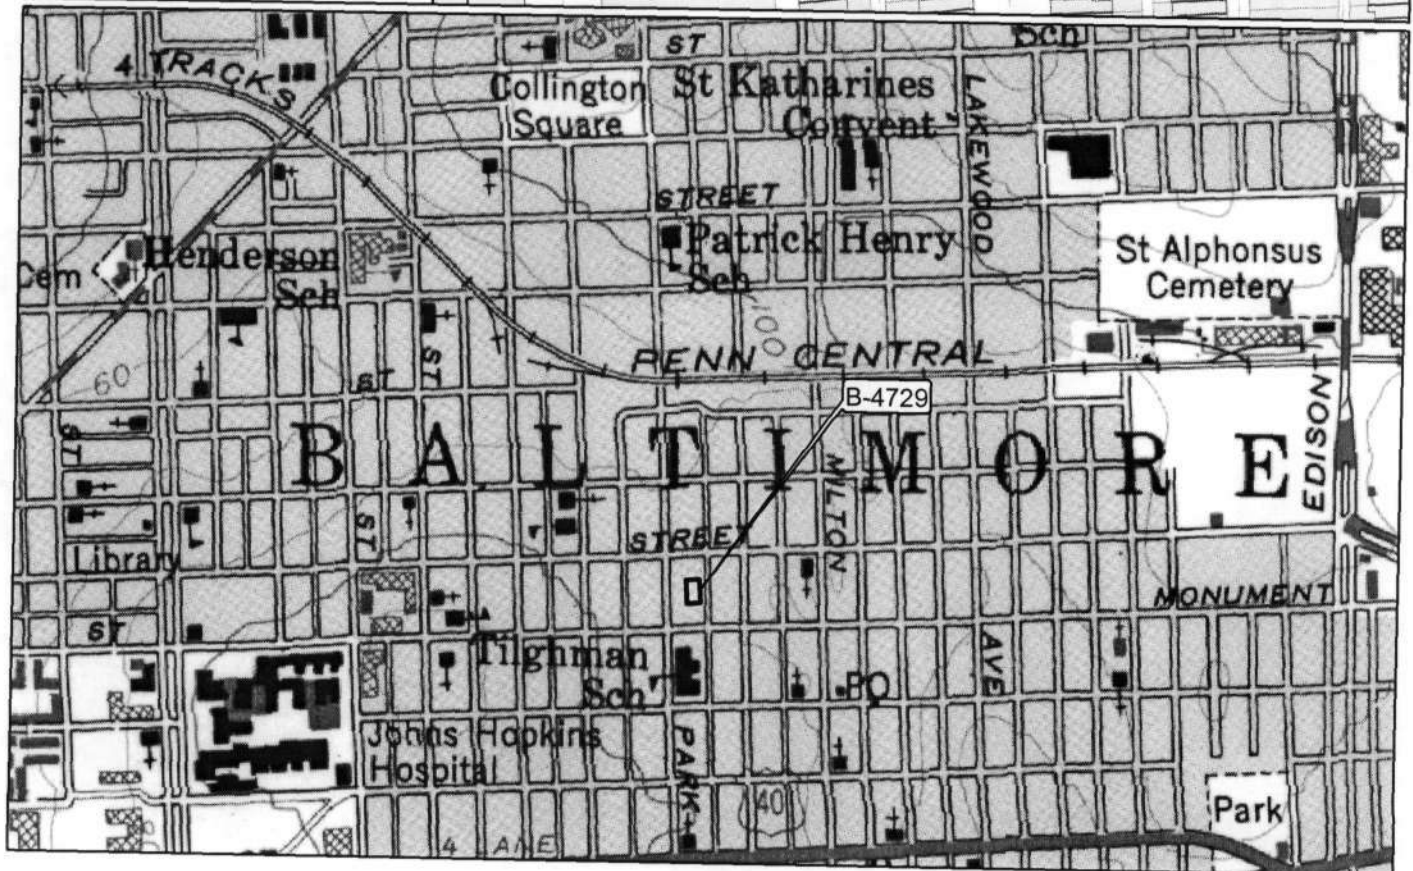 Sch
ST
4 TRACKS
Collington
Square
St Katharines
Convent
LAKEWOOD
STREET
Patrick Henry
Sch
Henderson
Sch
Cem
St Alphonsus
Cemetery
100
PENN CENTRAL
60
ST
ST
B-4729
BALTIMORE
EDISON
ST
MILTON
ST
STREET
Library
MONUMENT
ST
Tilghman
Sch
AVE
PO
Johns Hopkins
Hospital
PARK
40
Park
4 LANE